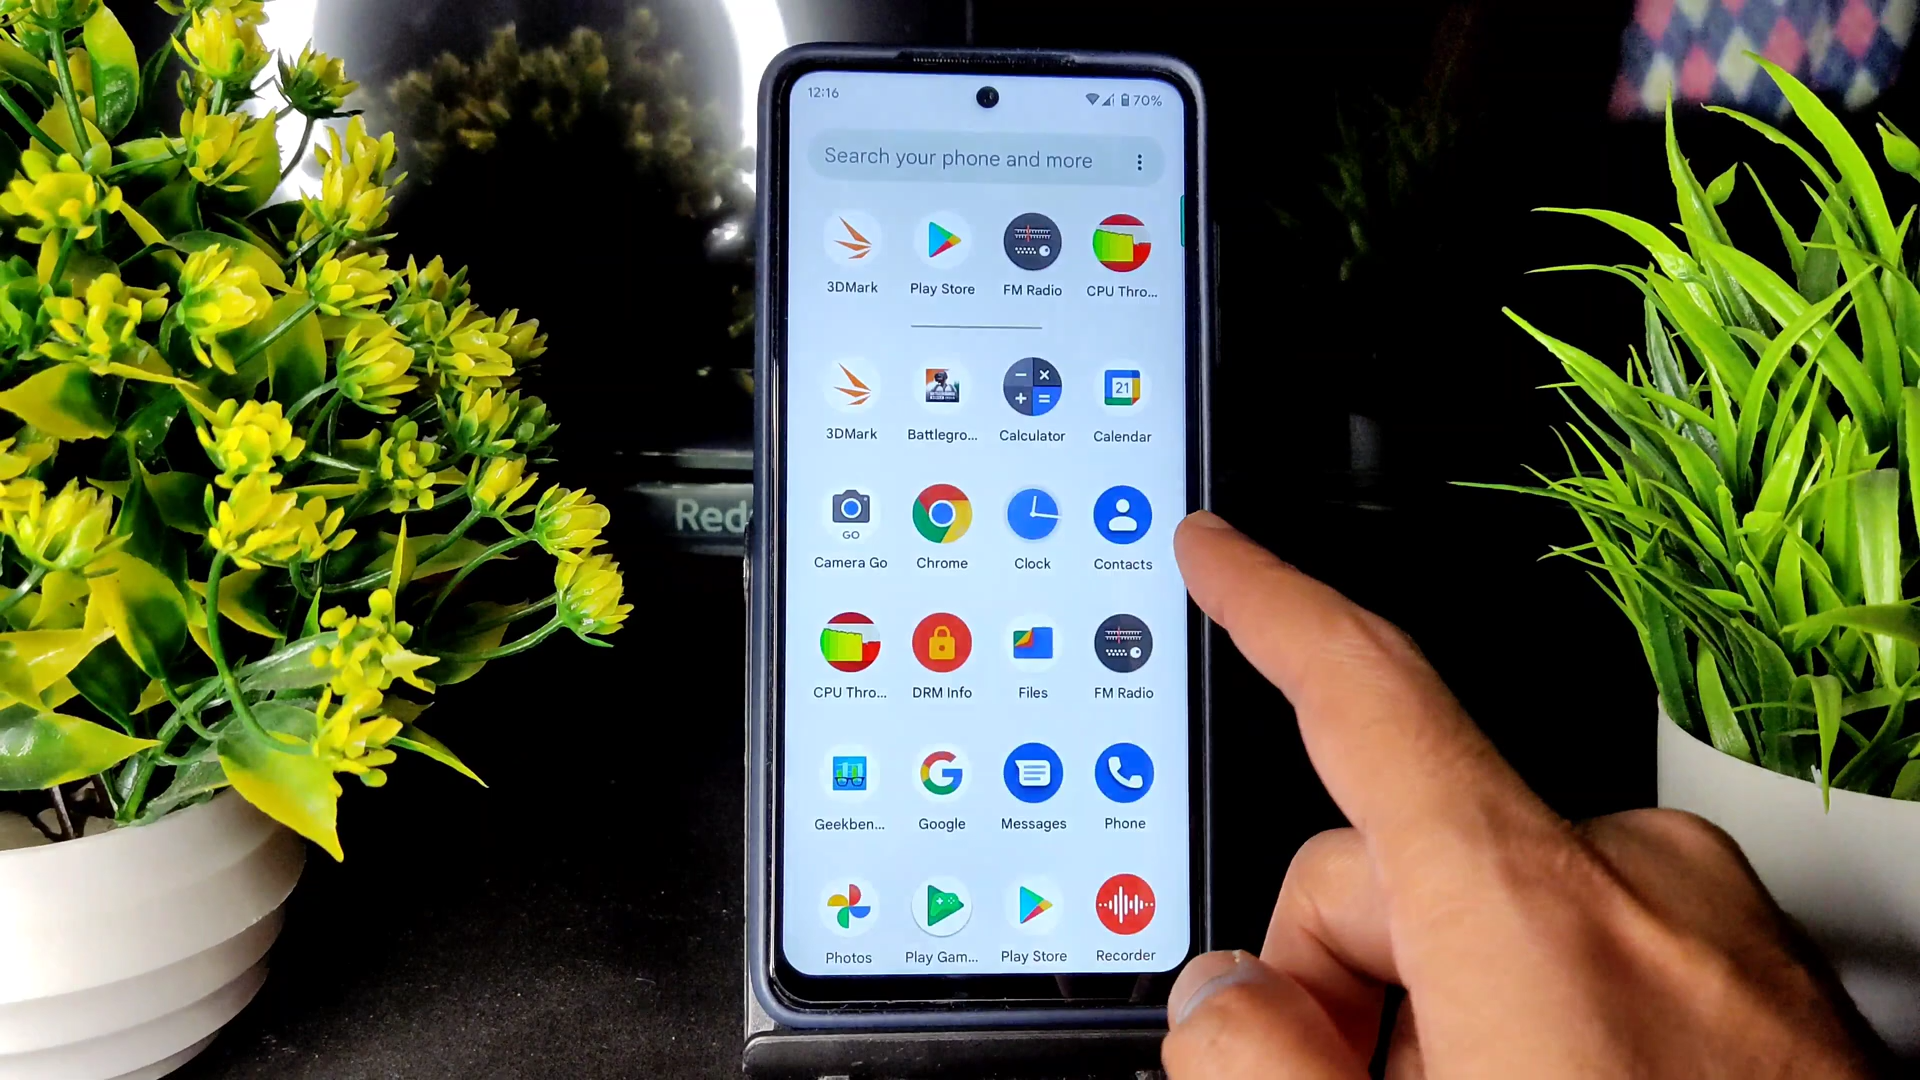 12:16
70%
Search your phone and more
3DMark
Play Store
FM Radio
CPU Thro...
3DMark
Battlegro...
Calculator
21
Calendar
GO
Camera Go
Chrome
Clock
Contacts
CPU Thro...
DRM Info
Files
FM Radio
Geekben...
Google
Messages
Phone
Photos
Play Gam...
Play Store
Recorder
Red